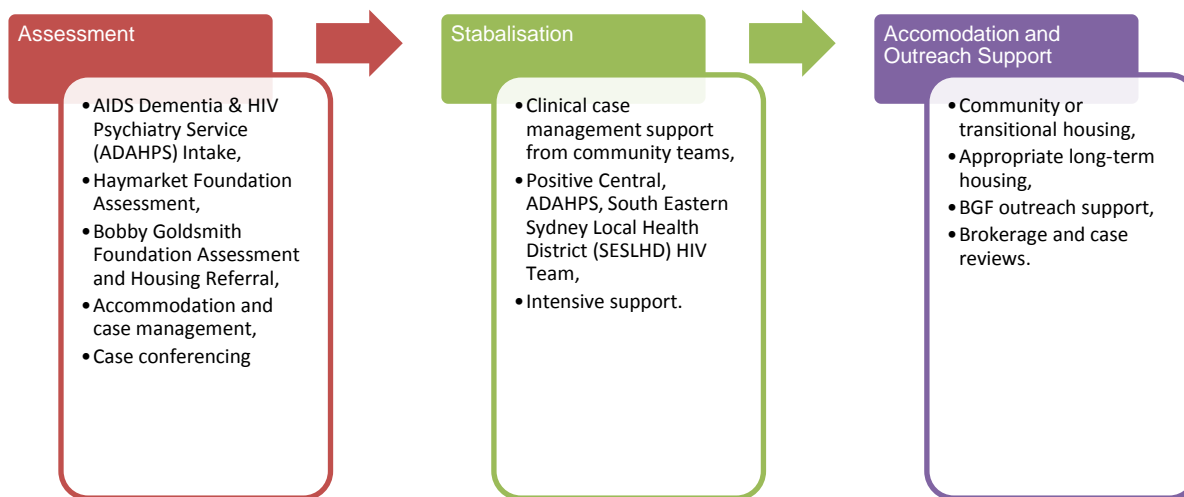 Assessment
•AIDS Dementia & HIV
Psychiatry Service
(ADAHPS) Intake,
•Haymarket Foundation
Assessment,
•Bobby Goldsmith
Foundation Assessment
and Housing Referral,
•Accommodation and
case management,
•Case conferencing
Stabalisation
•Clinical case
management support
from community teams,
•Positive Central,
ADAHPS, South Eastern
Sydney Local Health
District (SESLHD) HIV
Team,
•Intensive support.
Accomodation and
Outreach Support
•Community or
transitional housing,
•Appropriate long-term
housing,
•BGF outreach support,
•Brokerage and case
reviews.